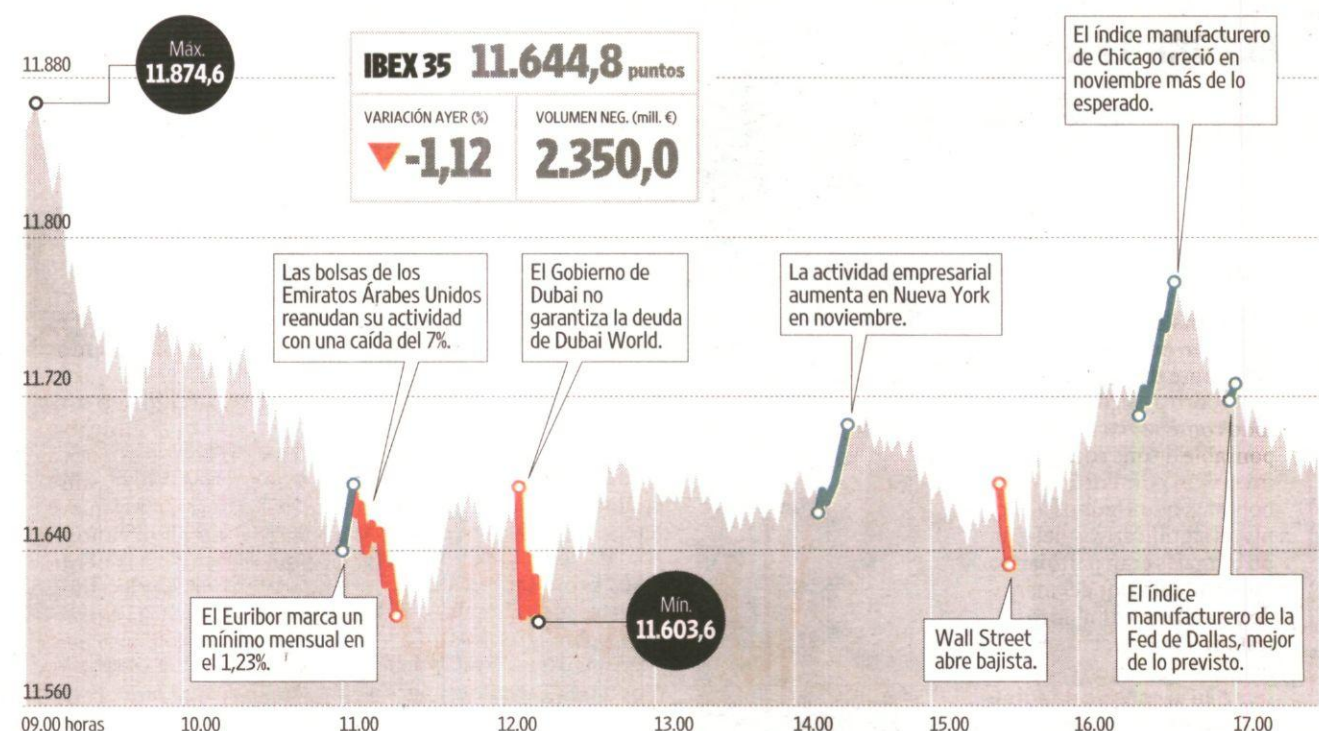 Máx.
11.874,6
IBEX 35 11.644,8 puntos
VARIACIÓN AYER (%)
-1,12
VOLUMEN NEG. (mill. €)
2.350,0
El índice manufacturero
de Chicago creció en
noviembre más de lo
esperado.
11.880
11.800
11.720
11.640
11.560
Las bolsas de los
Emiratos Árabes Unidos
reanudan su actividad
con una caída del 7%.
El Gobierno de
Dubai no
garantiza la deuda
de Dubai World.
La actividad empresarial
aumenta en Nueva York
en noviembre.
El Euribor marca un
mínimo mensual en
el 1,23%.
Mín.
11.603,6
Wall Street
abre bajista.
El índice
manufacturero de la
Fed de Dallas, mejor
de lo previsto.
09.00 horas
10.00
11.00
12.00
13.00
14.00
15.00
16.00
17.00